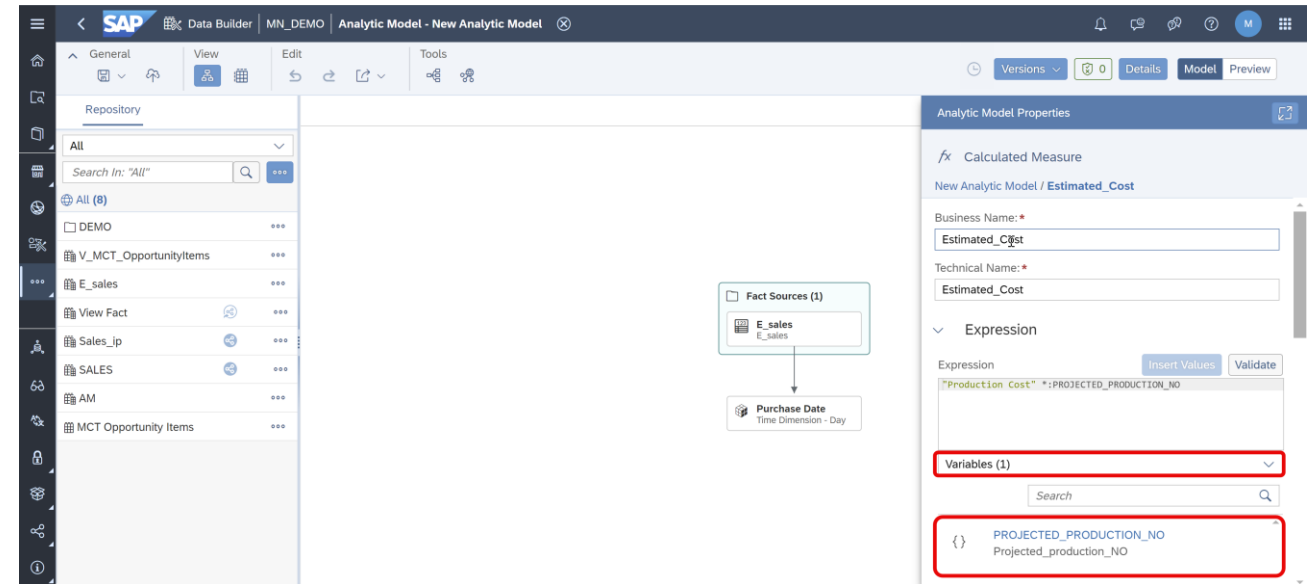 SAP Data Builder MN_DEMO Analytic Model - New Analytic Model M
General View Edit Tools
Versions 0 Details Model Preview
Repository
All
Search In: "All"
All (8)
DEMO
V_MCT_OpportunityItems
E_sales
View Fact
Sales_ip
SALES
AM
MCT Opportunity Items
Fact Sources (1)
E_sales
E_sales
Purchase Date
Time Dimension - Day
Analytic Model Properties
fx Calculated Measure
New Analytic Model / Estimated_Cost
Business Name:*
Estimated_Cost
Technical Name:*
Estimated_Cost
Expression
Expression Insert Values Validate
"Production Cost" *:PROJECTED_PRODUCTION_NO
Variables (1)
Search
{} PROJECTED_PRODUCTION_NO
Projected_production_NO